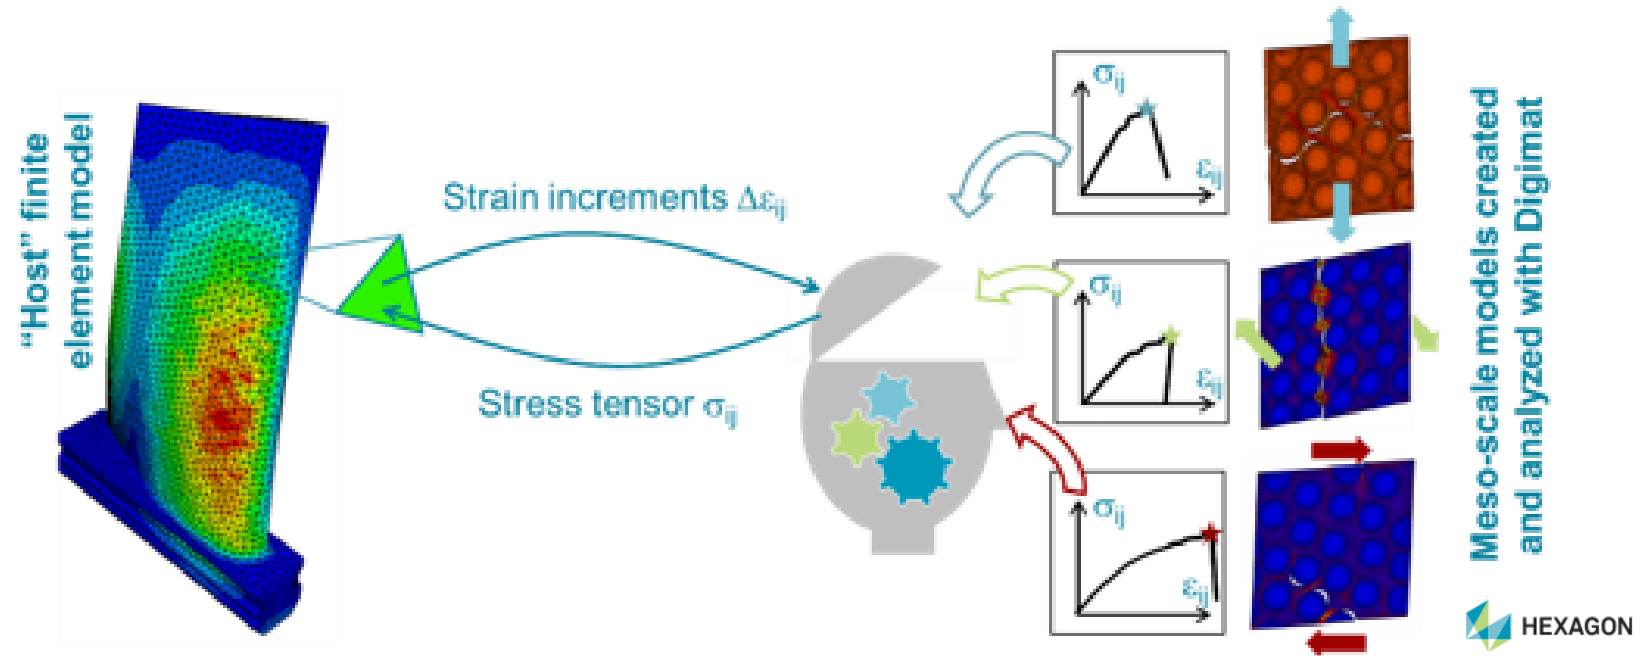 "Host" finite
element model
Strain increments Δεij
Stress tensor σij
σij
εij
σij
εij
σij
εij
Meso-scale models created
and analyzed with Digimat
HEXAGON